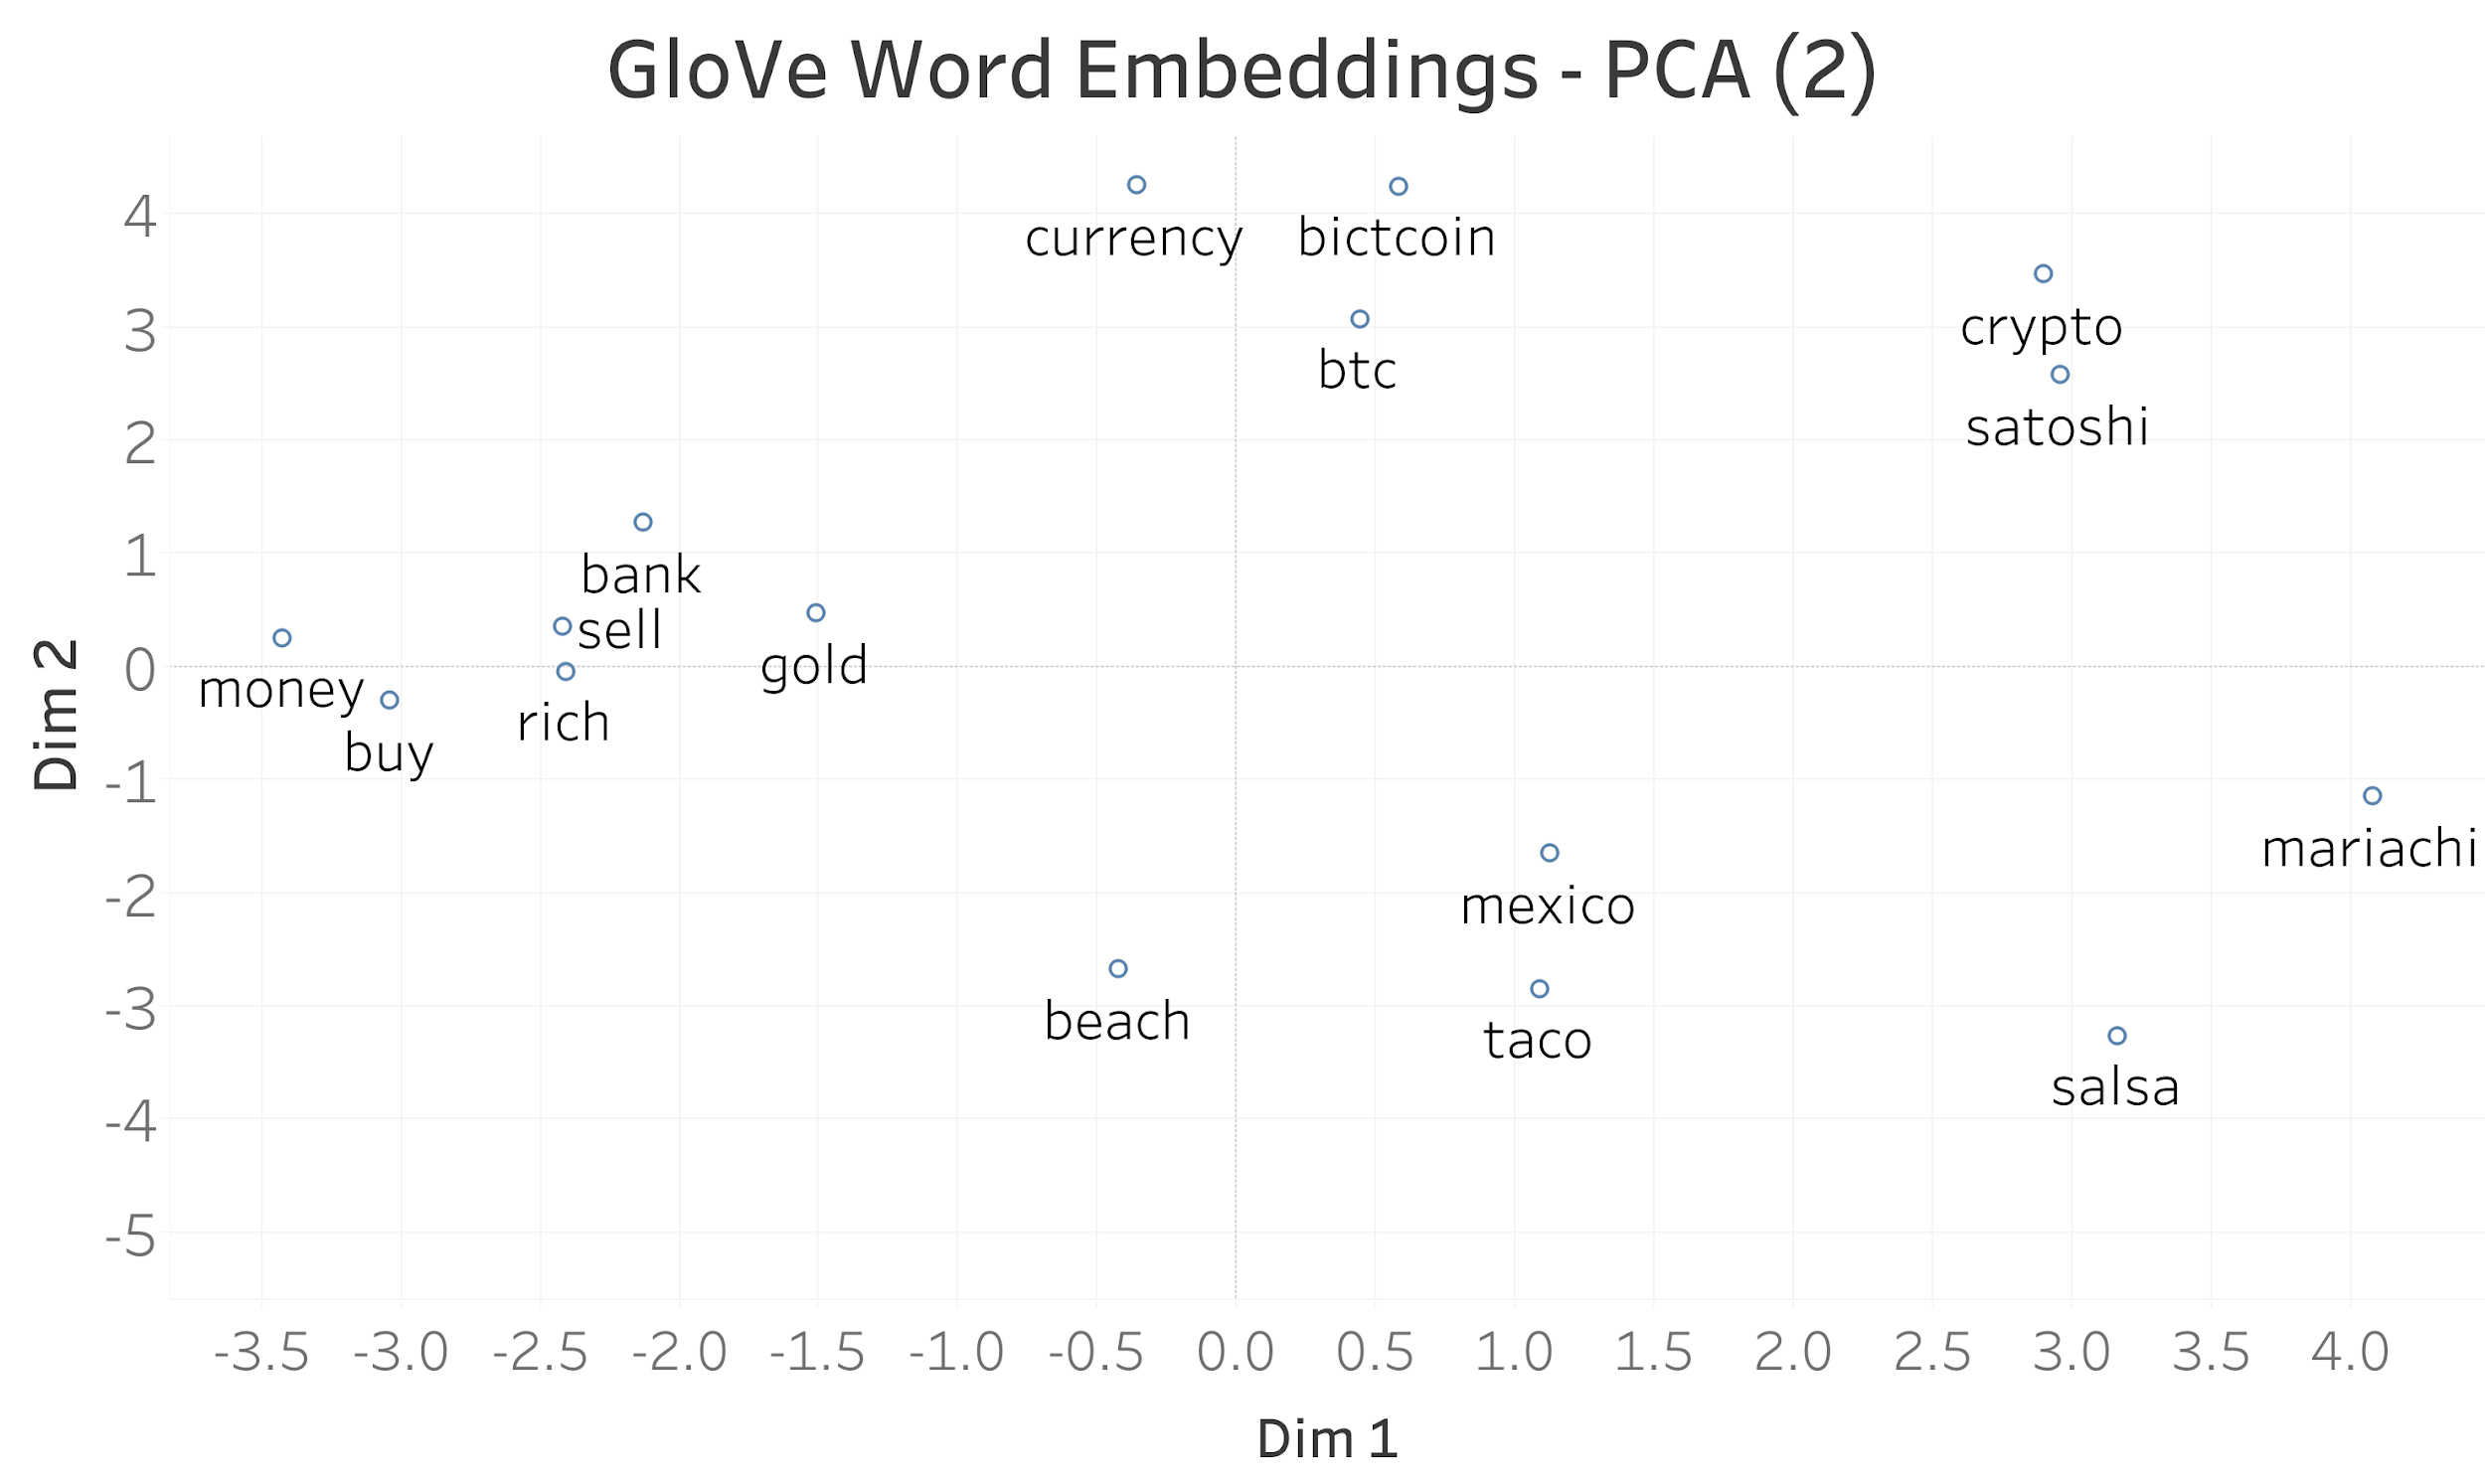 GloVe Word Embeddings - PCA (2)
4
currency
bictcoin
crypto
3
btc
satoshi
2
bank
1
sell
gold
0
money
rich
buy
Dim 2
-1
mariachi
mexico
-2
beach
-3
taco
salsa
-4
-5
-3.5 -3.0 -2.5 -2.0 -1.5 -1.0 -0.5 0.0 0.5 1.0 1.5 2.0 2.5 3.0 3.5 4.0
Dim 1